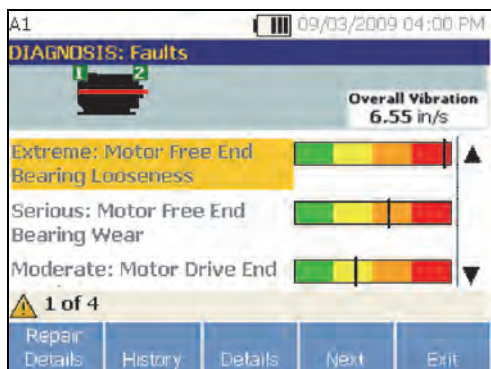 A1 09/03/2009 04:00 PM
DIAGNOSIS: Faults
1 2
Overall Vibration
6.55 in/s
Extreme: Motor Free End
Bearing Looseness
Serious: Motor Free End
Bearing Wear
Moderate: Motor Drive End
1 of 4
Repair
Details History Details Next Exit